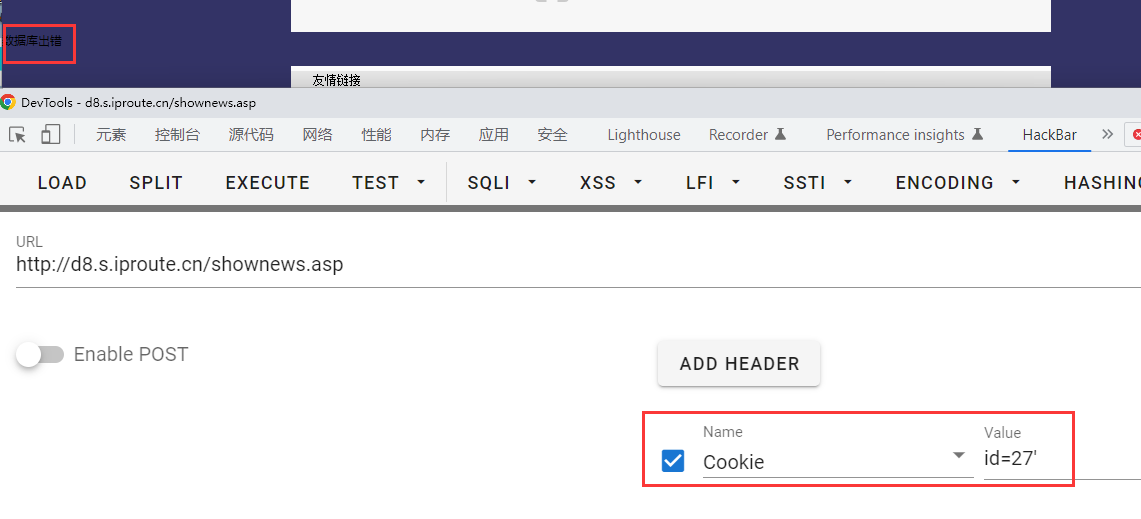 数据库出错
友情链接
DevTools - d8.s.iproute.cn/shownews.asp
元素 控制台 源代码 网络 性能 内存 应用 安全 Lighthouse Recorder Performance insights HackBar
LOAD SPLIT EXECUTE TEST SQLI XSS LFI SSTI ENCODING HASHING
URL
http://d8.s.iproute.cn/shownews.asp
Enable POST
ADD HEADER
Name Value
Cookie id=27'